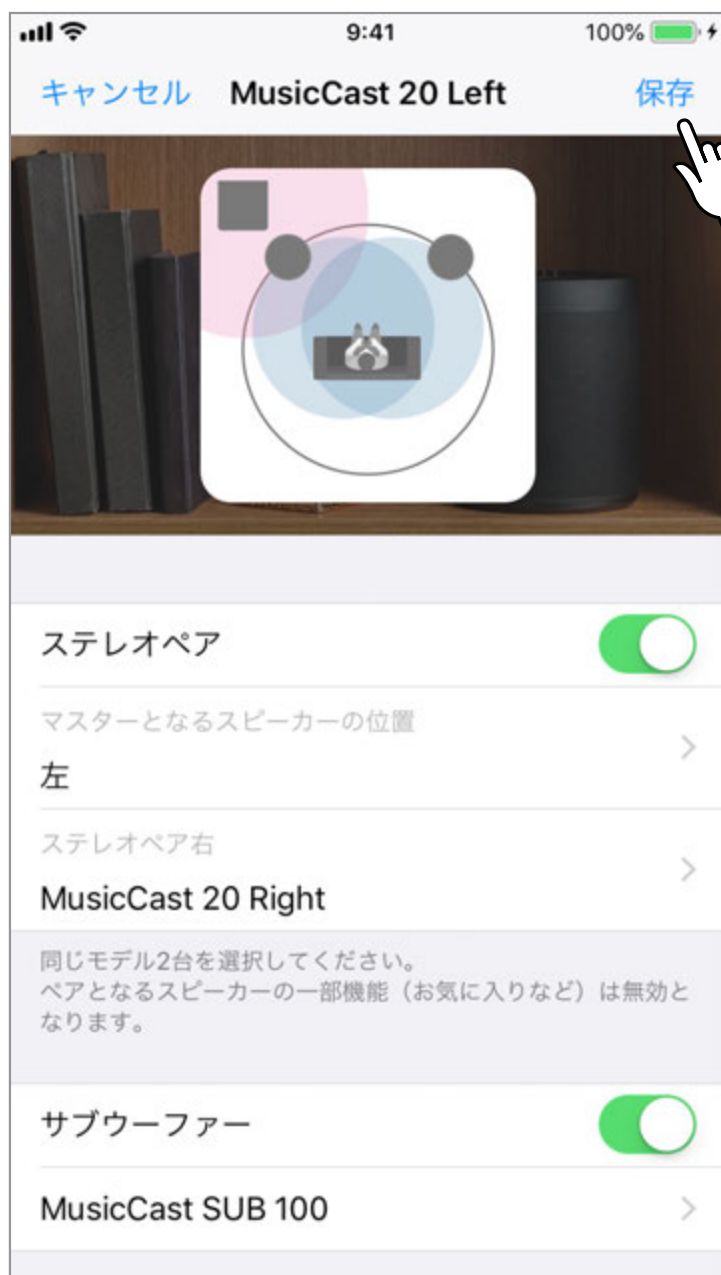 9:41
100%
キャンセル MusicCast 20 Left 保存
ステレオペア
マスターとなるスピーカーの位置
左
ステレオペア右
MusicCast 20 Right
同じモデル2台を選択してください。
ペアとなるスピーカーの一部機能（お気に入りなど）は無効と
なります。
サブウーファー
MusicCast SUB 100